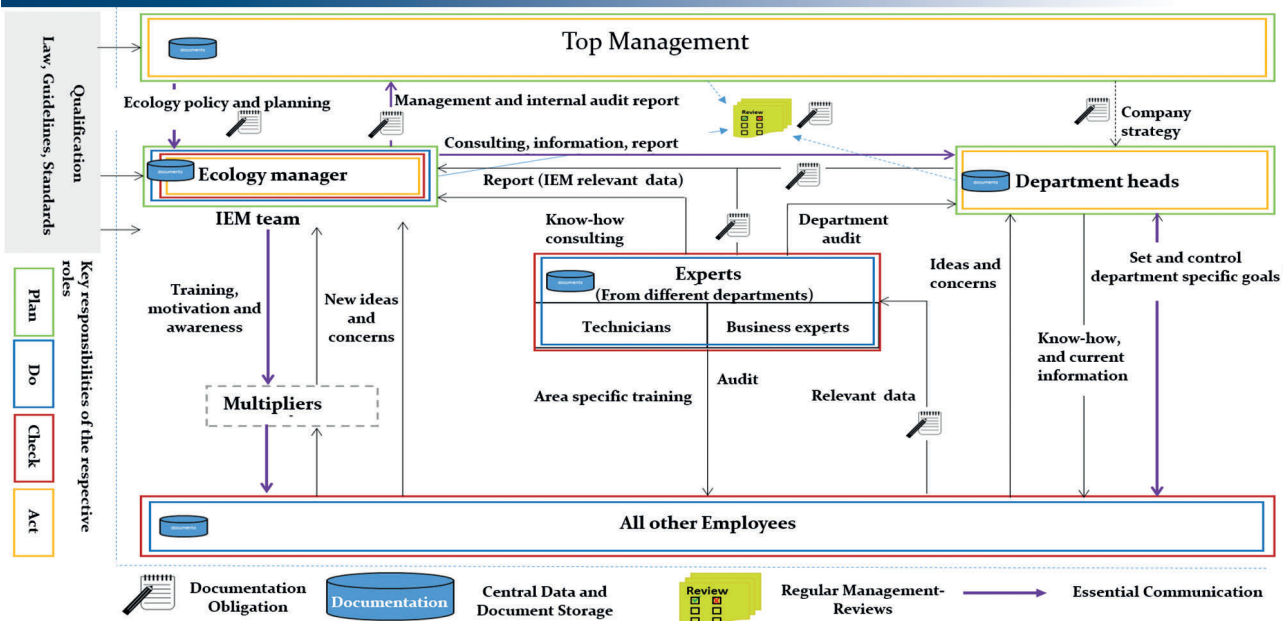 Top Management
documents
Law, Guidelines, Standards
Qualification
Ecology policy and planning
Management and internal audit report
Review
Company
strategy
Consulting, information, report
documents
Ecology manager
Report (IEM relevant data)
documents
Department heads
IEM team
Know-how
consulting
Department
audit
Key responsibilities of the respective
roles
Plan
Do
Check
Act
Training,
motivation and
awareness
New ideas
and
concerns
documents
Experts
(From different departments)
Technicians
Business experts
Ideas and
concerns
Set and control
department specific goals
Know-how,
and current
information
Multipliers
Area specific training
Audit
Relevant data
documents
All other Employees
Documentation
Obligation
Documentation
Central Data and
Document Storage
Review
Regular Management-
Reviews
Essential Communication